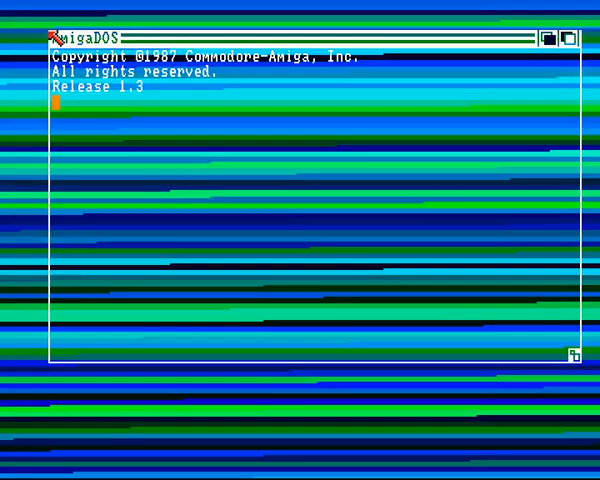 AmigaDOS
Copyright ©1987 Commodore-Amiga, Inc.
All rights reserved.
Release 1.3